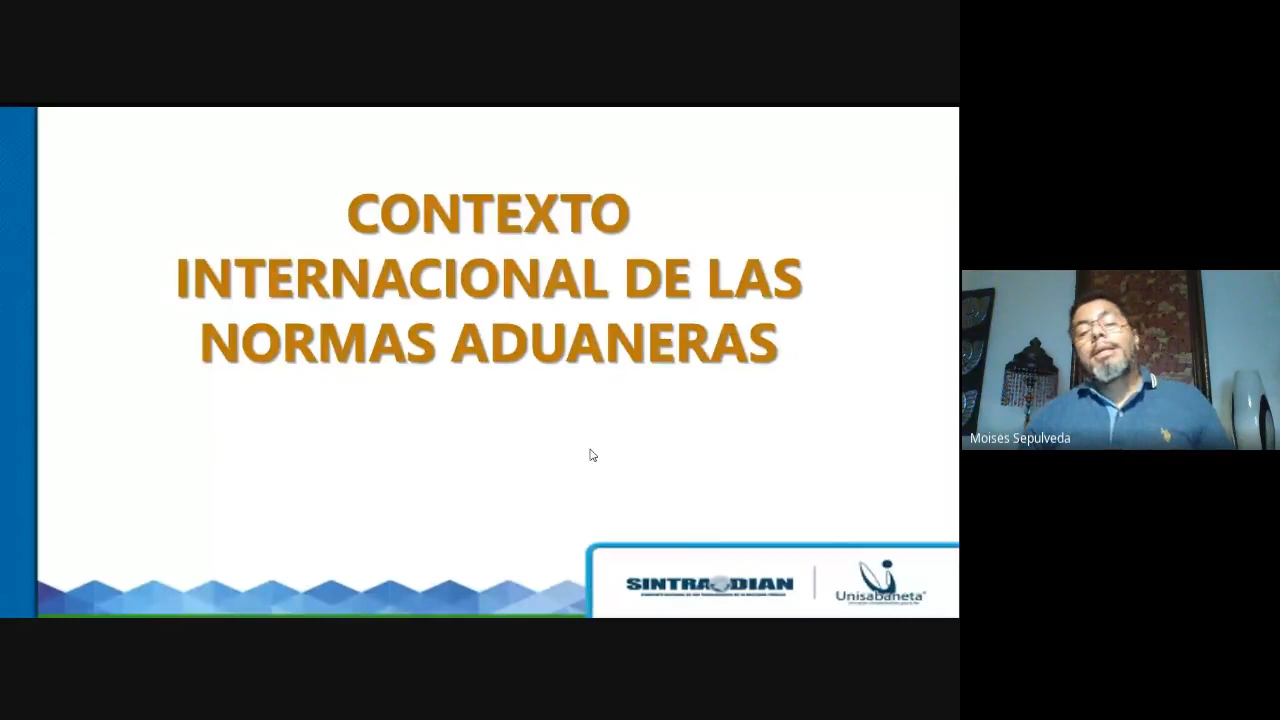 CONTEXTO
INTERNACIONAL DE LAS
NORMAS ADUANERAS
Moises Sepulveda
SINTRADIAN
Unisabaneta